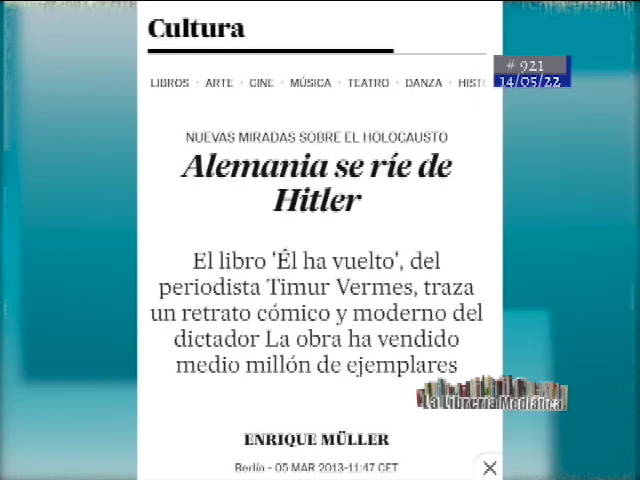 Cultura
LIBROS · ARTE · CINE · MÚSICA · TEATRO · DANZA · HIST
# 921
14/05/22
NUEVAS MIRADAS SOBRE EL HOLOCAUSTO
Alemania se ríe de
Hitler
El libro 'Él ha vuelto', del
periodista Timur Vermes, traza
un retrato cómico y moderno del
dictador La obra ha vendido
medio millón de ejemplares
La Librería Mediática
ENRIQUE MÜLLER
Berlín - 05 MAR 2013-11:47 CET